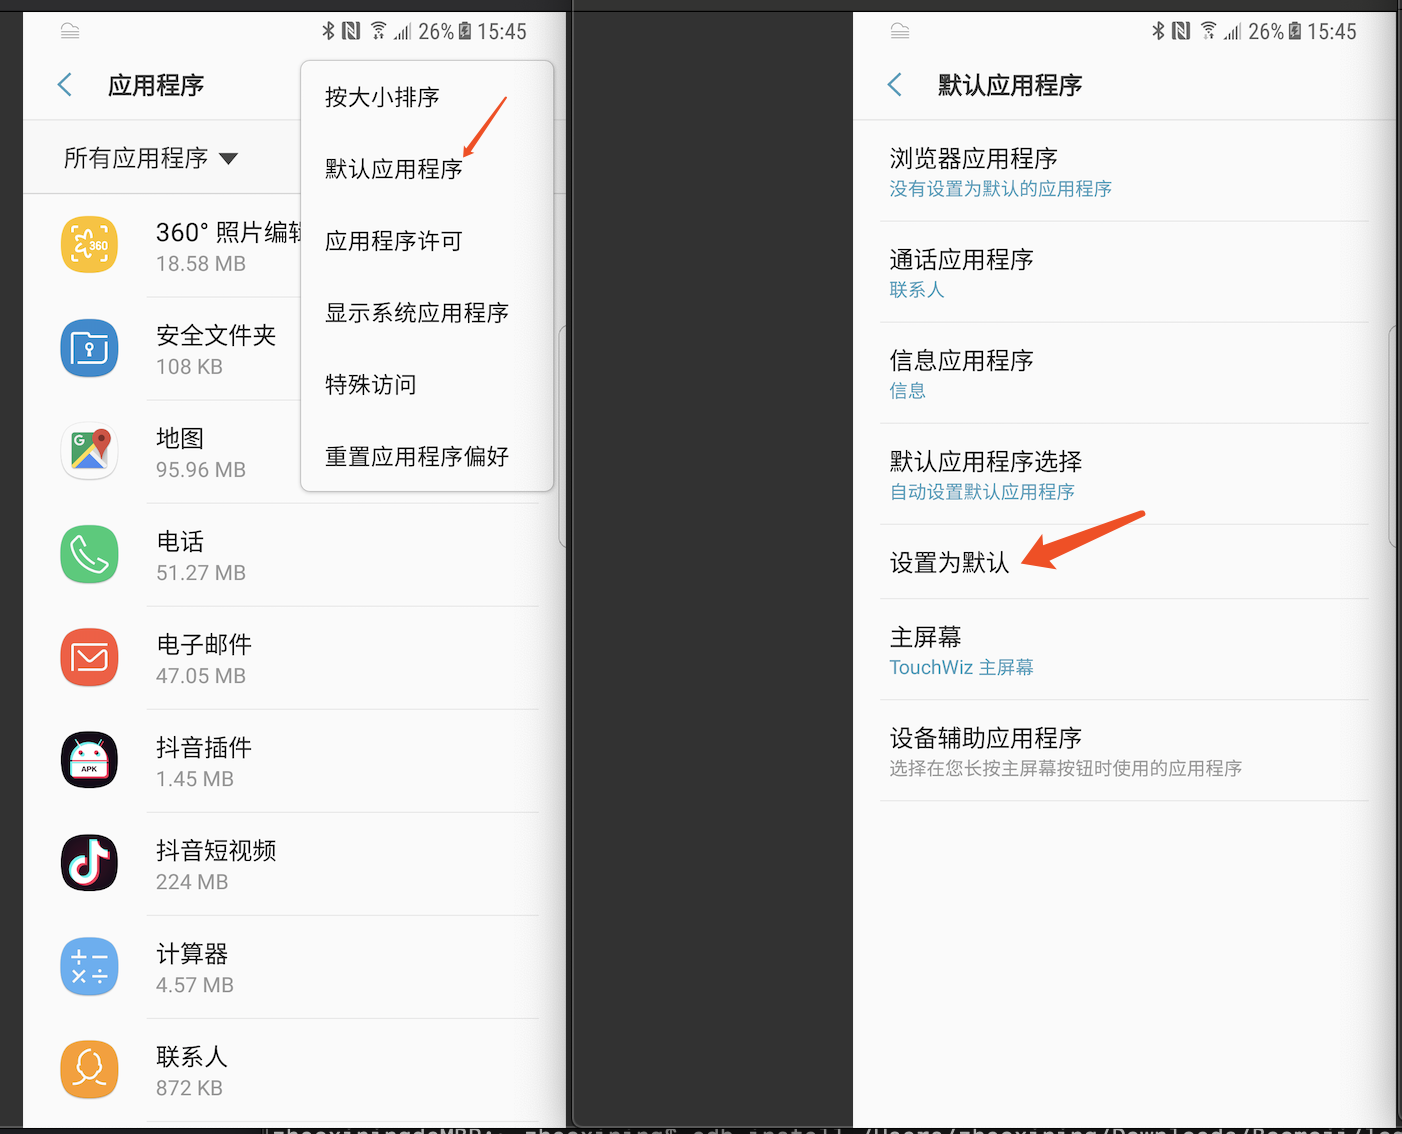 26% 15:45
应用程序
所有应用程序
按大小排序
默认应用程序
应用程序许可
显示系统应用程序
特殊访问
重置应用程序偏好
360° 照片编辑
18.58 MB
安全文件夹
108 KB
地图
95.96 MB
电话
51.27 MB
电子邮件
47.05 MB
抖音插件
1.45 MB
抖音短视频
224 MB
计算器
4.57 MB
联系人
872 KB
360
G
APK
26% 15:45
默认应用程序
浏览器应用程序
没有设置为默认的应用程序
通话应用程序
联系人
信息应用程序
信息
默认应用程序选择
自动设置默认应用程序
设置为默认
主屏幕
TouchWiz 主屏幕
设备辅助应用程序
选择在您长按主屏幕按钮时使用的应用程序